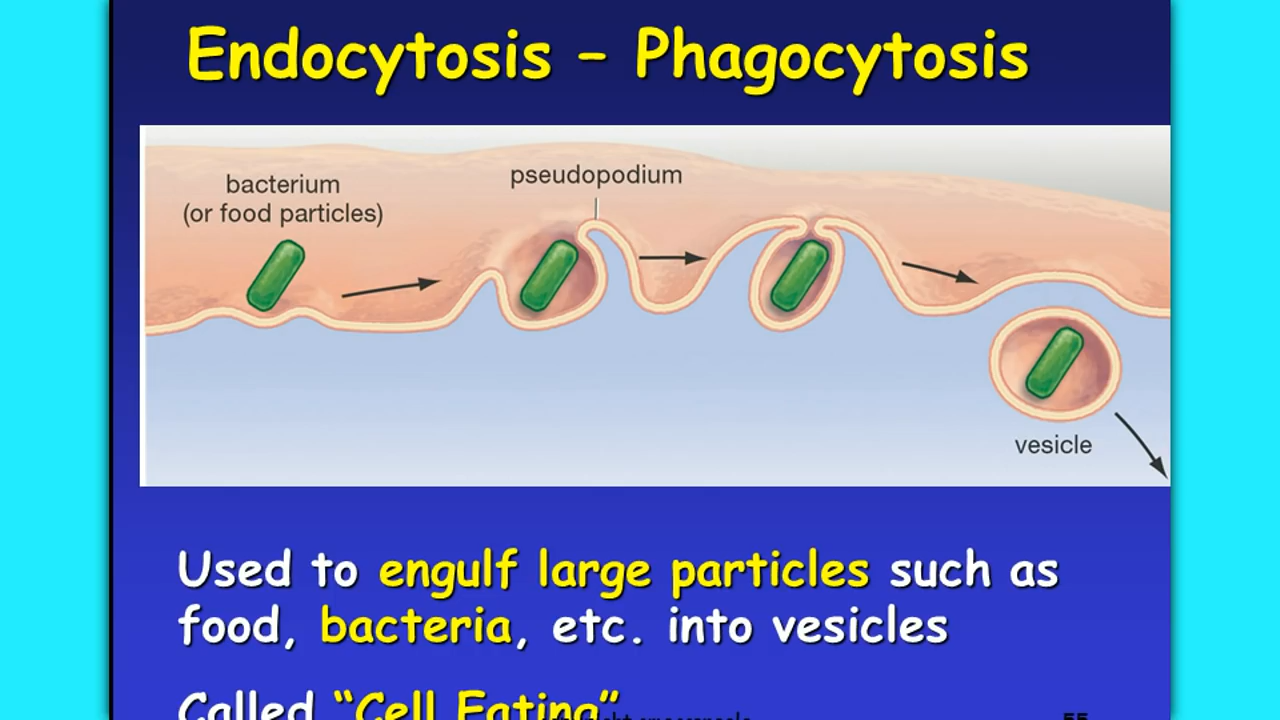 Endocytosis – Phagocytosis
bacterium
(or food particles)
pseudopodium
vesicle
Used to engulf large particles such as
food, bacteria, etc. into vesicles
Called “Cell Eating”
55